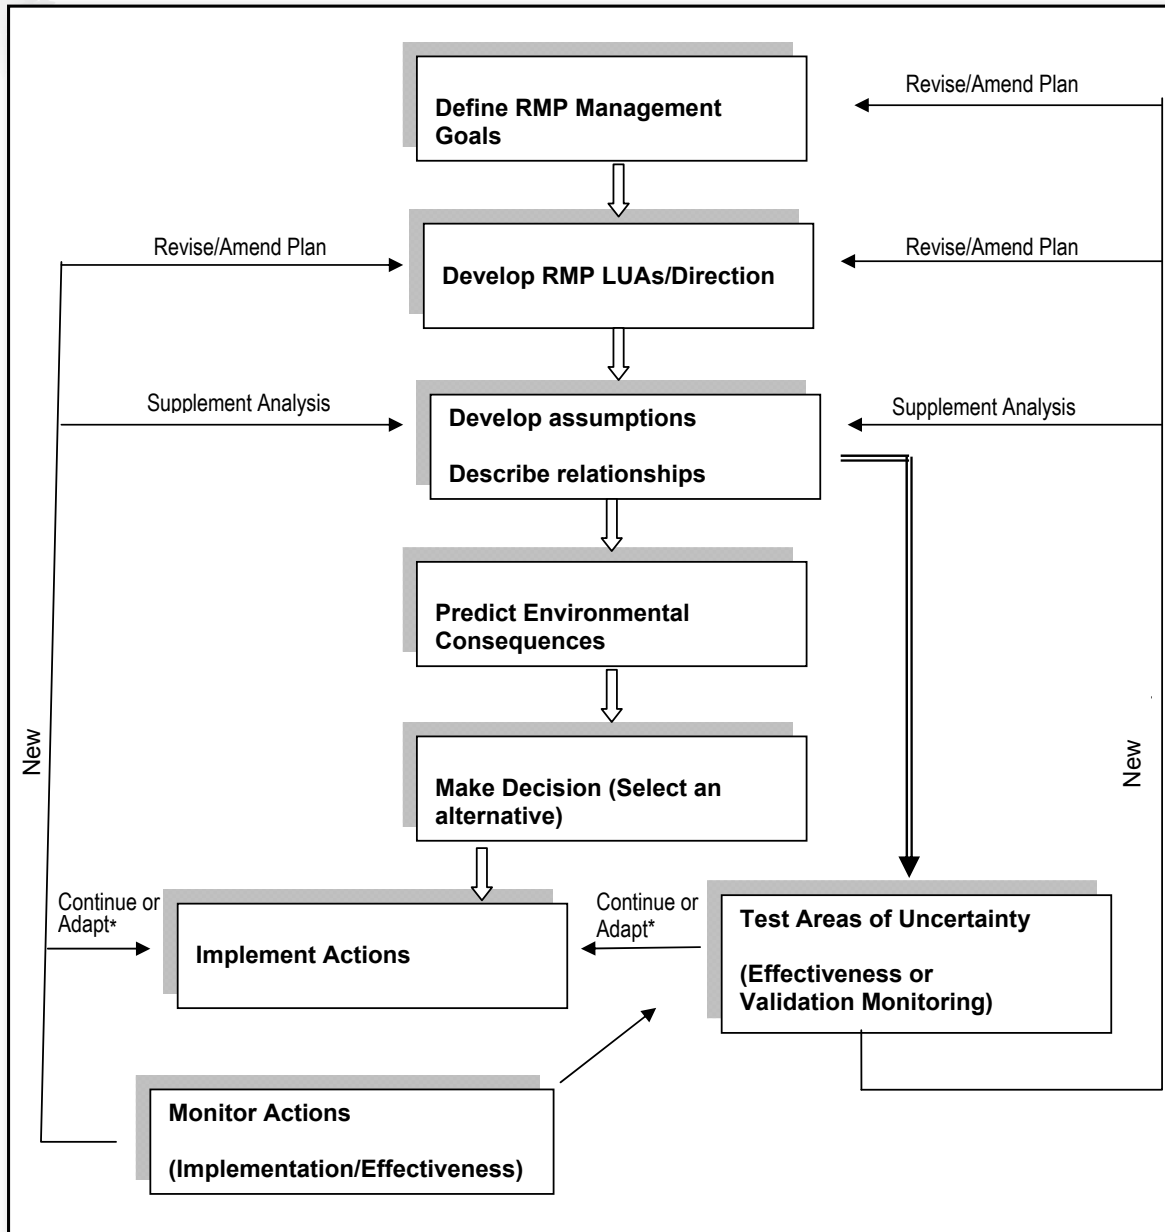 Revise/Amend Plan
Define RMP Management
Goals
Revise/Amend Plan
Revise/Amend Plan
Develop RMP LUAs/Direction
Supplement Analysis
Develop assumptions
Supplement Analysis
Describe relationships
Predict Environmental
Consequences
New
New
Make Decision (Select an
alternative)
Continue or
Adapt*
Implement Actions
Continue or
Adapt*
Test Areas of Uncertainty
(Effectiveness or
Validation Monitoring)
Monitor Actions
(Implementation/Effectiveness)